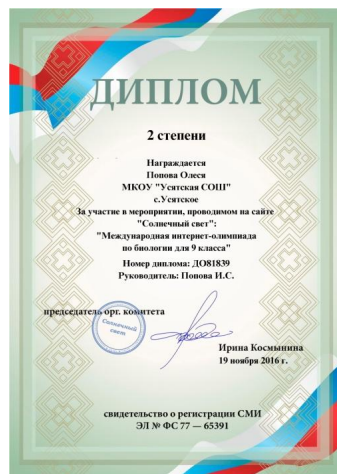 ДИПЛОМ
2 степени
Награждается
Попова Олеся
МКОУ "Усятская СОШ"
с.Усятское
За участие в мероприятии, проводимом на сайте
"Солнечный свет":
"Международная интернет-олимпиада
по биологии для 9 класса"
Номер диплома: ДО81839
Руководитель: Попова И.С.
председатель орг. комитета
Солнечный
свет
Ирина Космынина
19 ноября 2016 г.
свидетельство о регистрации СМИ
ЭЛ № ФС 77 — 65391